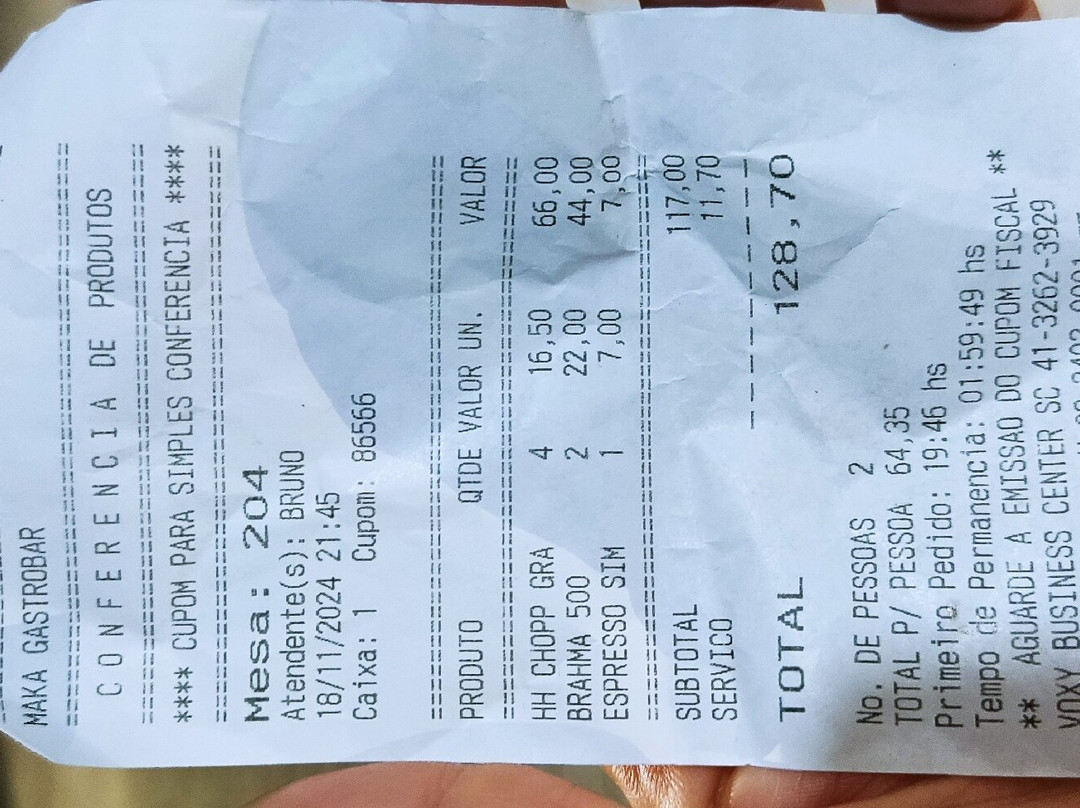 MAKA GASTROBAR
==========================================
C O N F E R E N C I A DE PRODUTOS
==========================================
**** CUPOM PARA SIMPLES CONFERENCIA ****
==========================================
Mesa: 204
Atendente(s): BRUNO
18/11/2024 21:45
Caixa: 1 Cupom: 86566
==========================================
PRODUTO QTDE VALOR UN. VALOR
==========================================
HH CHOPP GRA 4 16,50 66,00
BRAHMA 500 2 22,00 44,00
ESPRESSO SIM 1 7,00 7,00
==========================================
SUBTOTAL 117,00
SERVICO 11,70
--------------------
TOTAL 128,70
No. DE PESSOAS 2
TOTAL P/ PESSOA 64,35
Primeiro Pedido: 19:46 hs
Tempo de Permanencia: 01:59:49 hs
** AGUARDE A EMISSAO DO CUPOM FISCAL **
VOXY BUSINESS CENTER SC 41-3262-3929